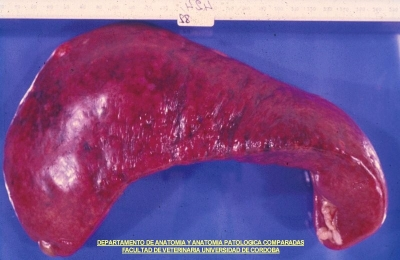 DEPARTAMENTO DE ANATOMIA Y ANATOMIA PATOLOGICA COMPARADAS
FACULTAD DE VETERINARIA UNIVERSIDAD DE CORDOBA